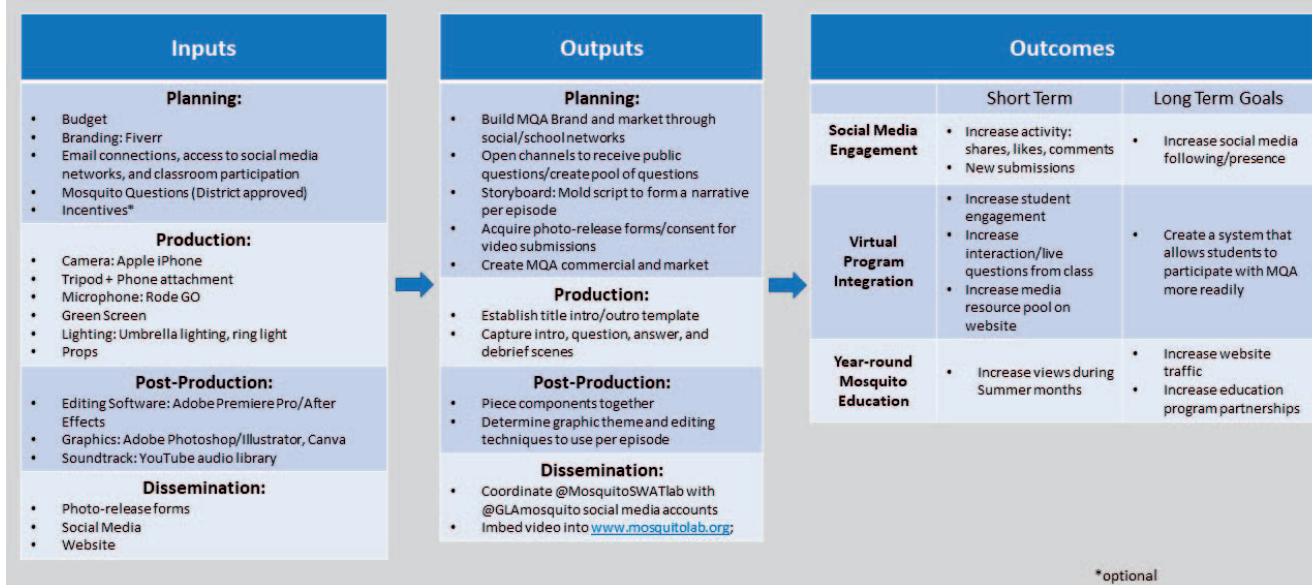 Inputs
Planning:
• Budget
• Branding: Fiverr
• Email connections, access to social media
networks, and classroom participation
• Mosquito Questions (District approved)
• Incentives*
Production:
• Camera: Apple iPhone
• Tripod + Phone attachment
• Microphone: Rode GO
• Green Screen
• Lighting: Umbrella lighting, ring light
• Props
Post-Production:
• Editing Software: Adobe Premiere Pro/After
Effects
• Graphics: Adobe Photoshop/Illustrator, Canva
• Soundtrack: YouTube audio library
Dissemination:
• Photo-release forms
• Social Media
• Website
Outputs
Planning:
• Build MQA Brand and market through
social/school networks
• Open channels to receive public
questions/create pool of questions
• Storyboard: Mold script to form a narrative
per episode
• Acquire photo-release forms/consent for
video submissions
• Create MQA commercial and market
Production:
• Establish title intro/outro template
• Capture intro, question, answer, and
debrief scenes
Post-Production:
• Piece components together
• Determine graphic theme and editing
techniques to use per episode
Dissemination:
• Coordinate @MosquitoSWATlab with
@GLAmosquito social media accounts
• Imbed video into www.mosquitolab.org;
Outcomes
Short Term
Long Term Goals
Social Media
Engagement
• Increase activity:
shares, likes, comments
• New submissions
• Increase social media
following/presence
Virtual
Program
Integration
• Increase student
engagement
• Increase
interaction/live
questions from class
• Increase media
resource pool on
website
• Create a system that
allows students to
participate with MQA
more readily
Year-round
Mosquito
Education
• Increase views during
Summer months
• Increase website
traffic
• Increase education
program partnerships
*optional